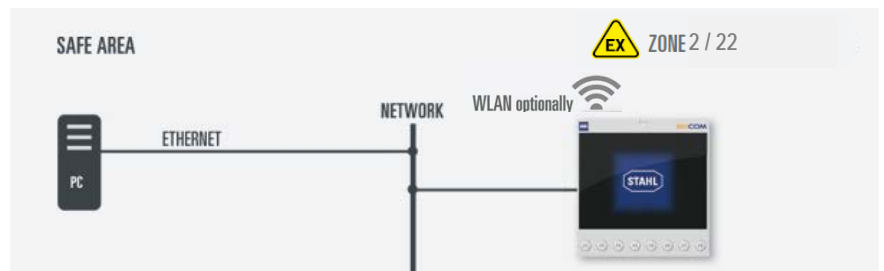 SAFE AREA
EX ZONE 2 / 22
WLAN optionally
NETWORK
ETHERNET
PC
STAHL